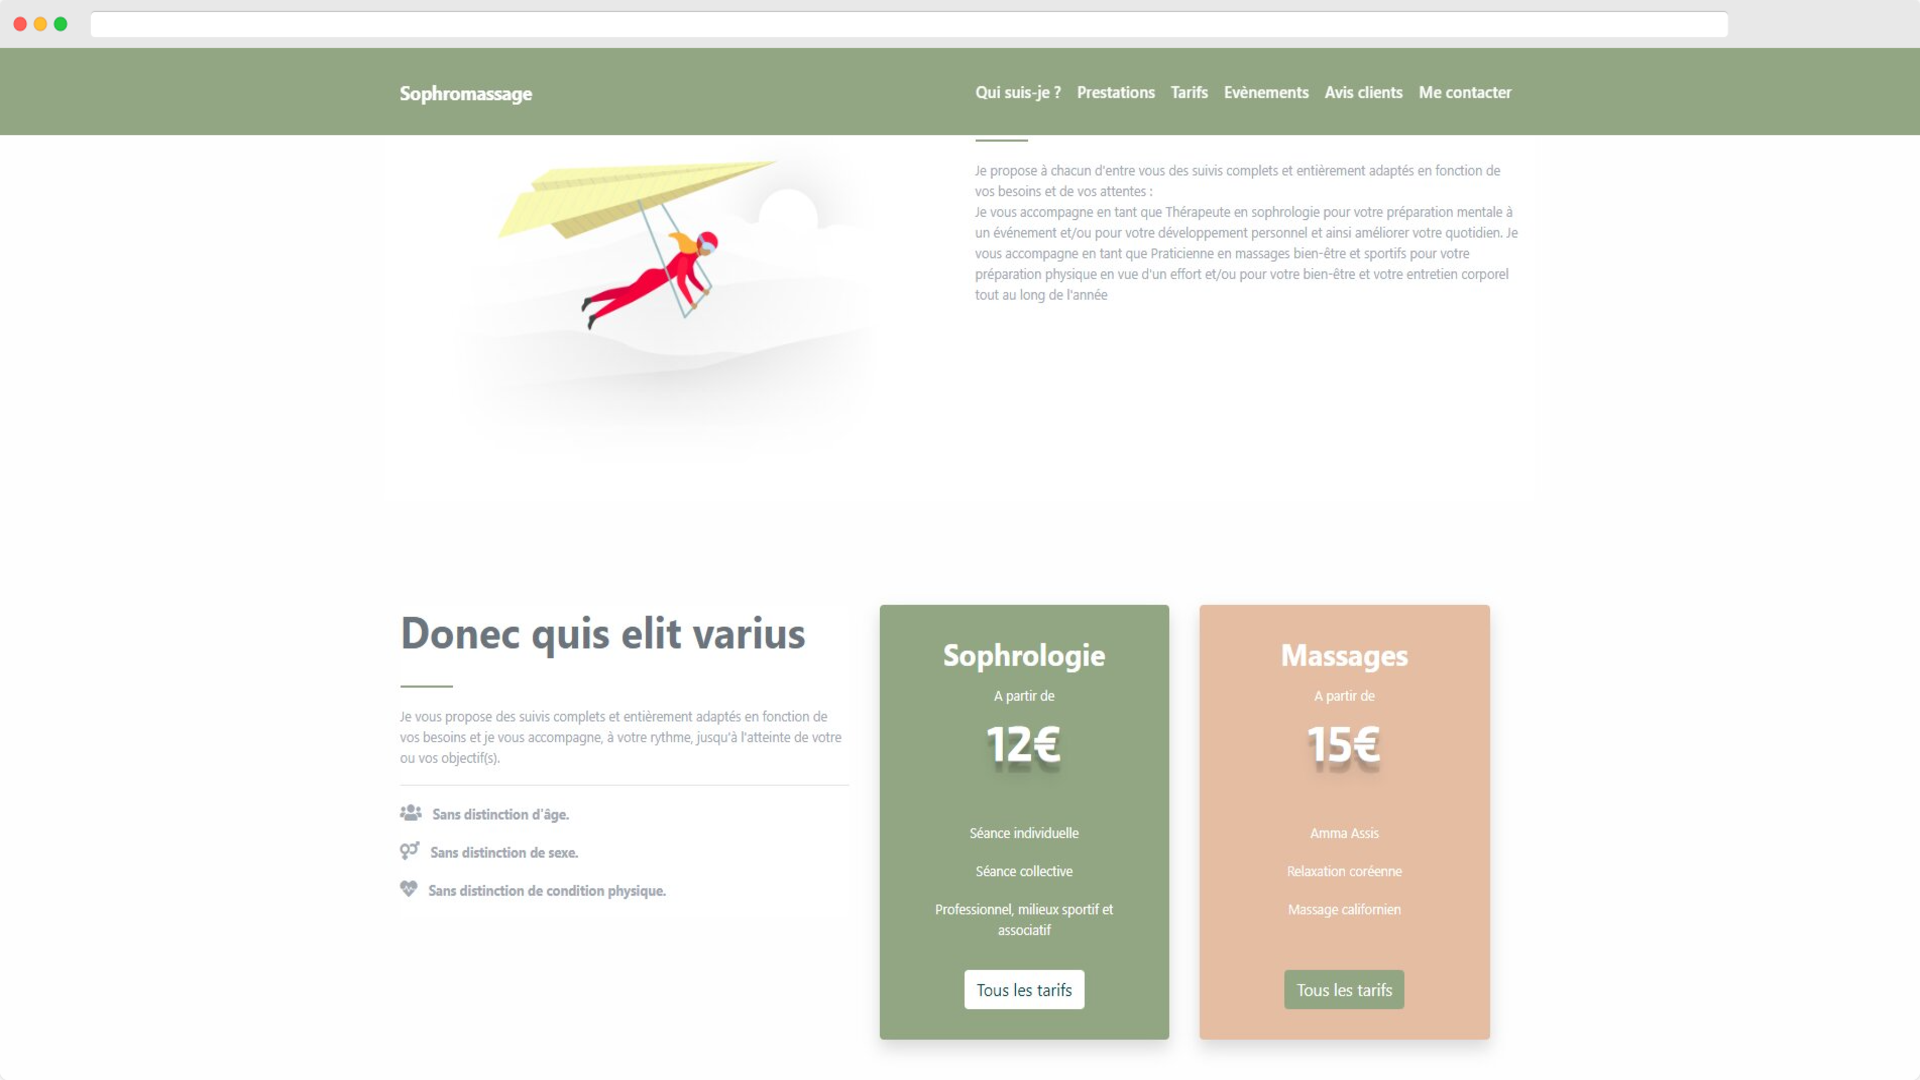 Sophromassage
Qui suis-je ? Prestations Tarifs Evènements Avis clients Me contacter
Je propose à chacun d'entre vous des suivis complets et entièrement adaptés en fonction de
vos besoins et de vos attentes :
Je vous accompagne en tant que Thérapeute en sophrologie pour votre préparation mentale à
un événement et/ou pour votre développement personnel et ainsi améliorer votre quotidien. Je
vous accompagne en tant que Praticienne en massages bien-être et sportifs pour votre
préparation physique en vue d'un effort et/ou pour votre bien-être et votre entretien corporel
tout au long de l'année
Donec quis elit varius
Je vous propose des suivis complets et entièrement adaptés en fonction de
vos besoins et je vous accompagne, à votre rythme, jusqu'à l'atteinte de votre
ou vos objectif(s).
Sans distinction d'âge.
Sans distinction de sexe.
Sans distinction de condition physique.
Sophrologie
A partir de
12€
Séance individuelle
Séance collective
Professionnel, milieux sportif et
associatif
Tous les tarifs
Massages
A partir de
15€
Amma Assis
Relaxation coréenne
Massage californien
Tous les tarifs